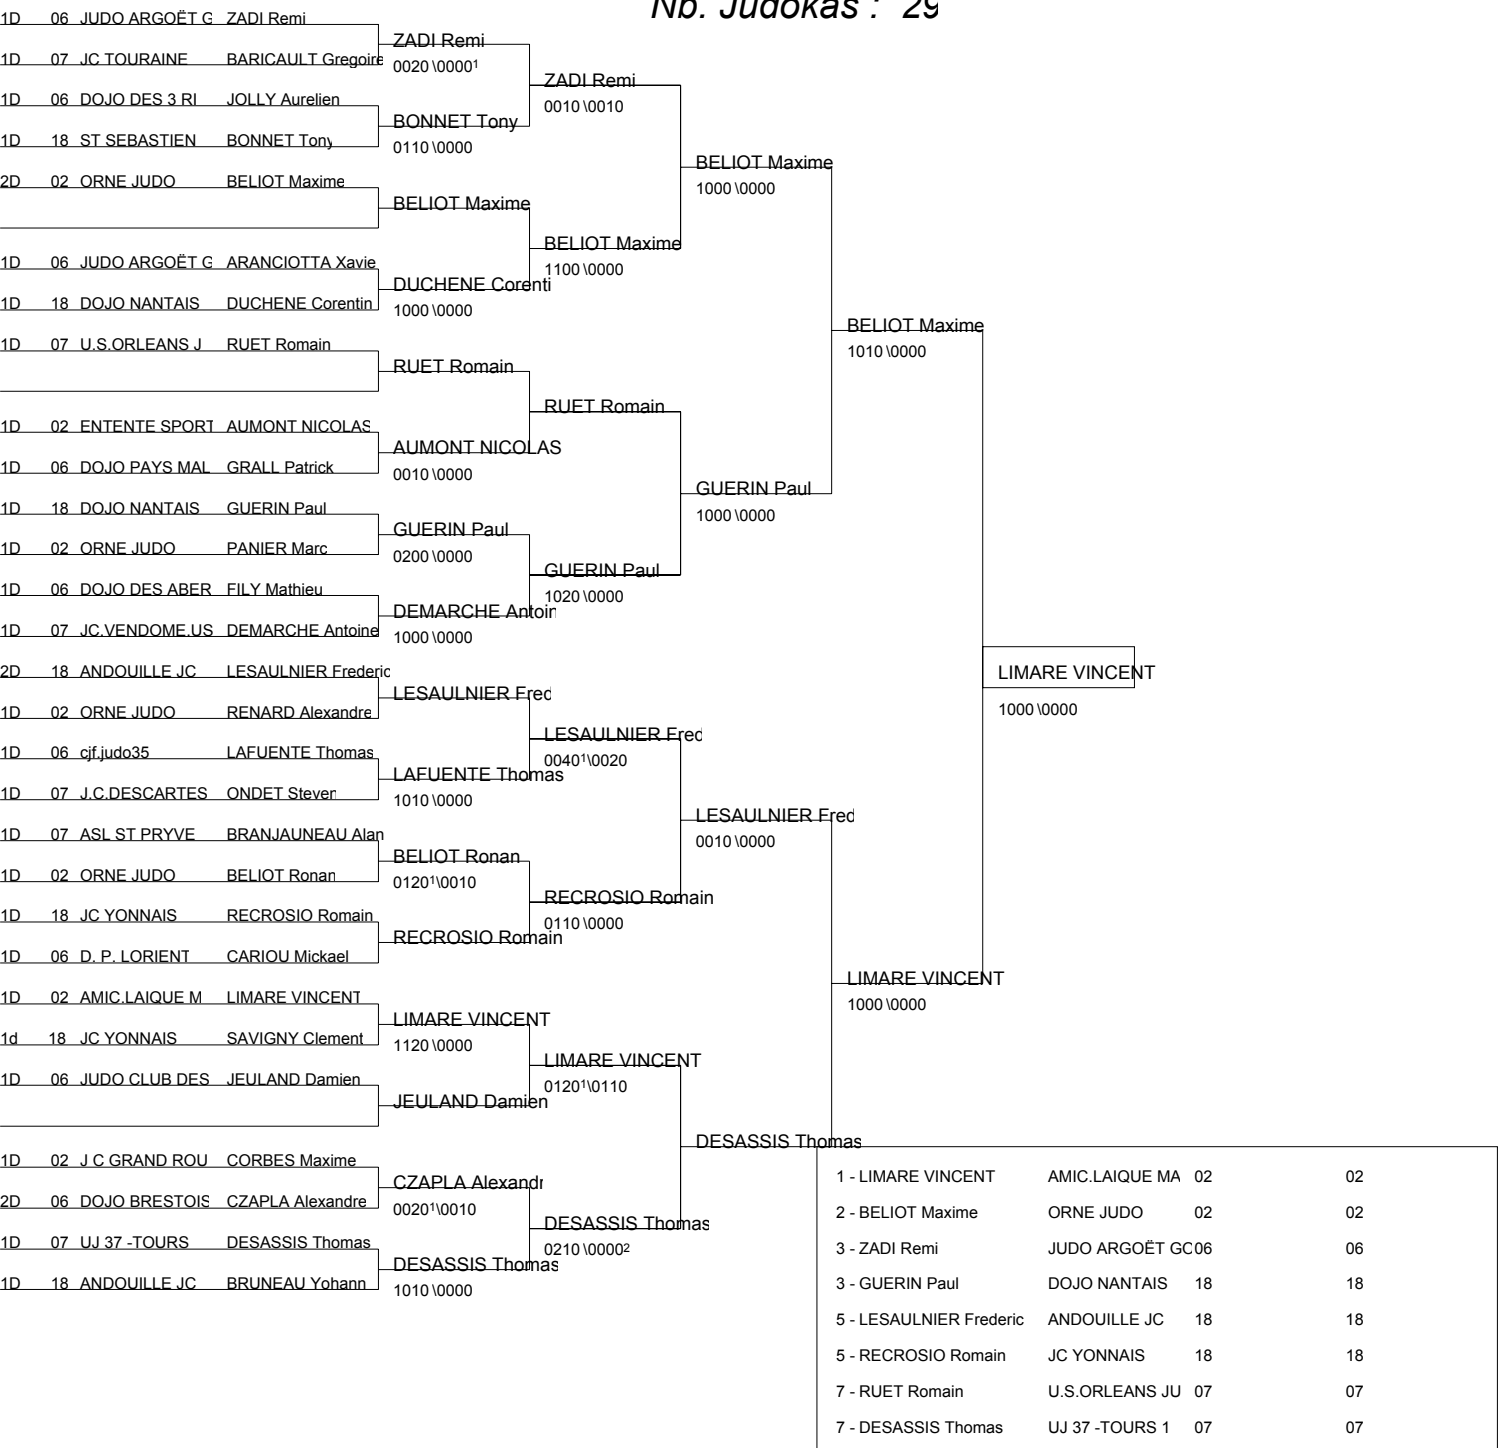 Nb. Judokas : 29
1D 06 JUDO ARGOËT G ZADI Remi
ZADI Remi
0020 \0000¹
1D 07 JC TOURAINE BARICAULT Gregoire
ZADI Remi
0010 \0010
1D 06 DOJO DES 3 RI JOLLY Aurelien
BONNET Tony
0110 \0000
1D 18 ST SEBASTIEN BONNET Tony
BELIOT Maxime
1000 \0000
2D 02 ORNE JUDO BELIOT Maxime
BELIOT Maxime
BELIOT Maxime
1100 \0000
1D 06 JUDO ARGOËT G ARANCIOTTA Xavie
DUCHENE Corenti
1000 \0000
1D 18 DOJO NANTAIS DUCHENE Corentin
BELIOT Maxime
1010 \0000
1D 07 U.S.ORLEANS J RUET Romain
RUET Romain
RUET Romain
1D 02 ENTENTE SPORT AUMONT NICOLAS
AUMONT NICOLAS
0010 \0000
1D 06 DOJO PAYS MAL GRALL Patrick
GUERIN Paul
1000 \0000
1D 18 DOJO NANTAIS GUERIN Paul
GUERIN Paul
0200 \0000
1D 02 ORNE JUDO PANIER Marc
GUERIN Paul
1020 \0000
1D 06 DOJO DES ABER FILY Mathieu
DEMARCHE Antoin
1000 \0000
1D 07 JC.VENDOME.US DEMARCHE Antoine
LIMARE VINCENT
1000 \0000
2D 18 ANDOUILLE JC LESAULNIER Frederic
LESAULNIER Fred
1D 02 ORNE JUDO RENARD Alexandre
LESAULNIER Fred
0040¹\0020
1D 06 cjf.judo35 LAFUENTE Thomas
LAFUENTE Thomas
1010 \0000
1D 07 J.C.DESCARTES ONDET Steven
LESAULNIER Fred
0010 \0000
1D 07 ASL ST PRYVE BRANJAUNEAU Alan
BELIOT Ronan
0120¹\0010
1D 02 ORNE JUDO BELIOT Ronan
RECROSIO Romain
0110 \0000
1D 18 JC YONNAIS RECROSIO Romain
RECROSIO Romain
1D 06 D. P. LORIENT CARIOU Mickael
LIMARE VINCENT
1000 \0000
1D 02 AMIC.LAIQUE M LIMARE VINCENT
LIMARE VINCENT
1120 \0000
1d 18 JC YONNAIS SAVIGNY Clement
LIMARE VINCENT
0120¹\0110
1D 06 JUDO CLUB DES JEULAND Damien
JEULAND Damien
DESASSIS Thomas
1D 02 J C GRAND ROU CORBES Maxime
CZAPLA Alexandr
0020¹\0010
2D 06 DOJO BRESTOIS CZAPLA Alexandre
DESASSIS Thomas
0210 \0000²
1D 07 UJ 37 -TOURS DESASSIS Thomas
DESASSIS Thomas
1010 \0000
1D 18 ANDOUILLE JC BRUNEAU Yohann
1 - LIMARE VINCENT AMIC.LAIQUE MA 02 02
2 - BELIOT Maxime ORNE JUDO 02 02
3 - ZADI Remi JUDO ARGOËT GO 06 06
3 - GUERIN Paul DOJO NANTAIS 18 18
5 - LESAULNIER Frederic ANDOUILLE JC 18 18
5 - RECROSIO Romain JC YONNAIS 18 18
7 - RUET Romain U.S.ORLEANS JU 07 07
7 - DESASSIS Thomas UJ 37 -TOURS 1 07 07